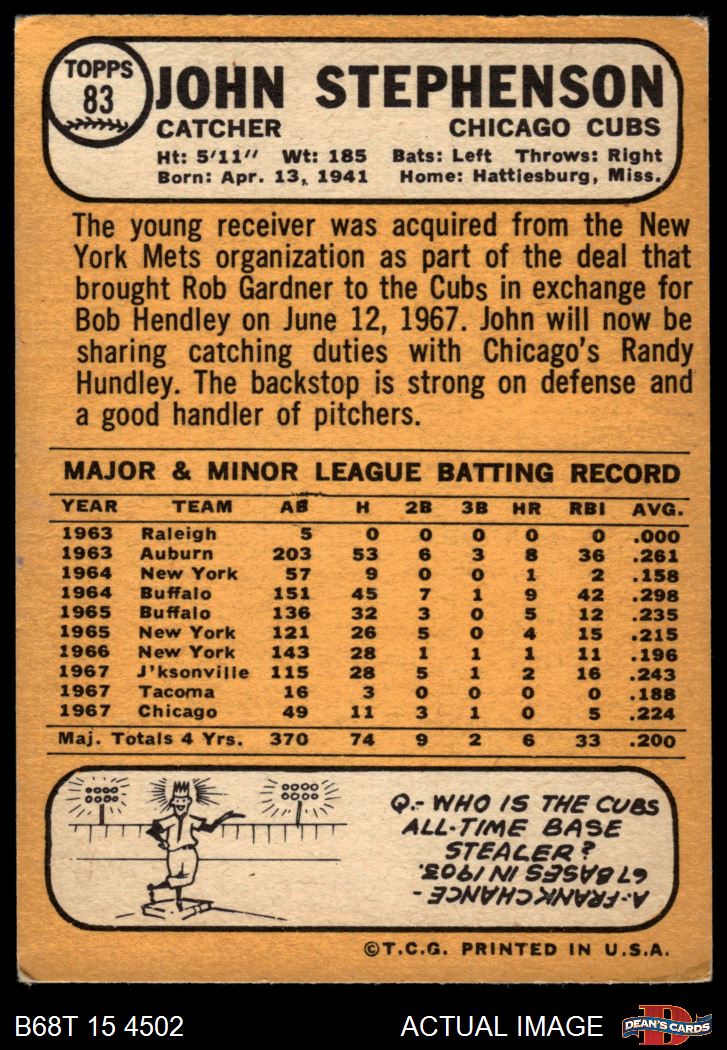 TOPPS
83
JOHN STEPHENSON
CATCHER CHICAGO CUBS
Ht: 5'11" Wt: 185 Bats: Left Throws: Right
Born: Apr. 13, 1941 Home: Hattiesburg, Miss.
The young receiver was acquired from the New
York Mets organization as part of the deal that
brought Rob Gardner to the Cubs in exchange for
Bob Hendley on June 12, 1967. John will now be
sharing catching duties with Chicago's Randy
Hundley. The backstop is strong on defense and
a good handler of pitchers.
MAJOR & MINOR LEAGUE BATTING RECORD
YEAR TEAM AB H 2B 3B HR RBI AVG.
1963 Raleigh 5 0 0 0 0 0 .000
1963 Auburn 203 53 6 3 8 36 .261
1964 New York 57 9 0 0 1 2 .158
1964 Buffalo 151 45 7 1 9 42 .298
1965 Buffalo 136 32 3 0 5 12 .235
1965 New York 121 26 5 0 4 15 .215
1966 New York 143 28 1 1 1 11 .196
1967 J'ksonville 115 28 5 1 2 16 .243
1967 Tacoma 16 3 0 0 0 0 .188
1967 Chicago 49 11 3 1 0 5 .224
Maj. Totals 4 Yrs. 370 74 9 2 6 33 .200
Q.- WHO IS THE CUBS
ALL-TIME BASE
STEALER?
A.- FRANK CHANCE -
67 BASES IN 1903.
©T.C.G. PRINTED IN U.S.A.
B68T 15 4502 ACTUAL IMAGE D DEAN'S CARDS